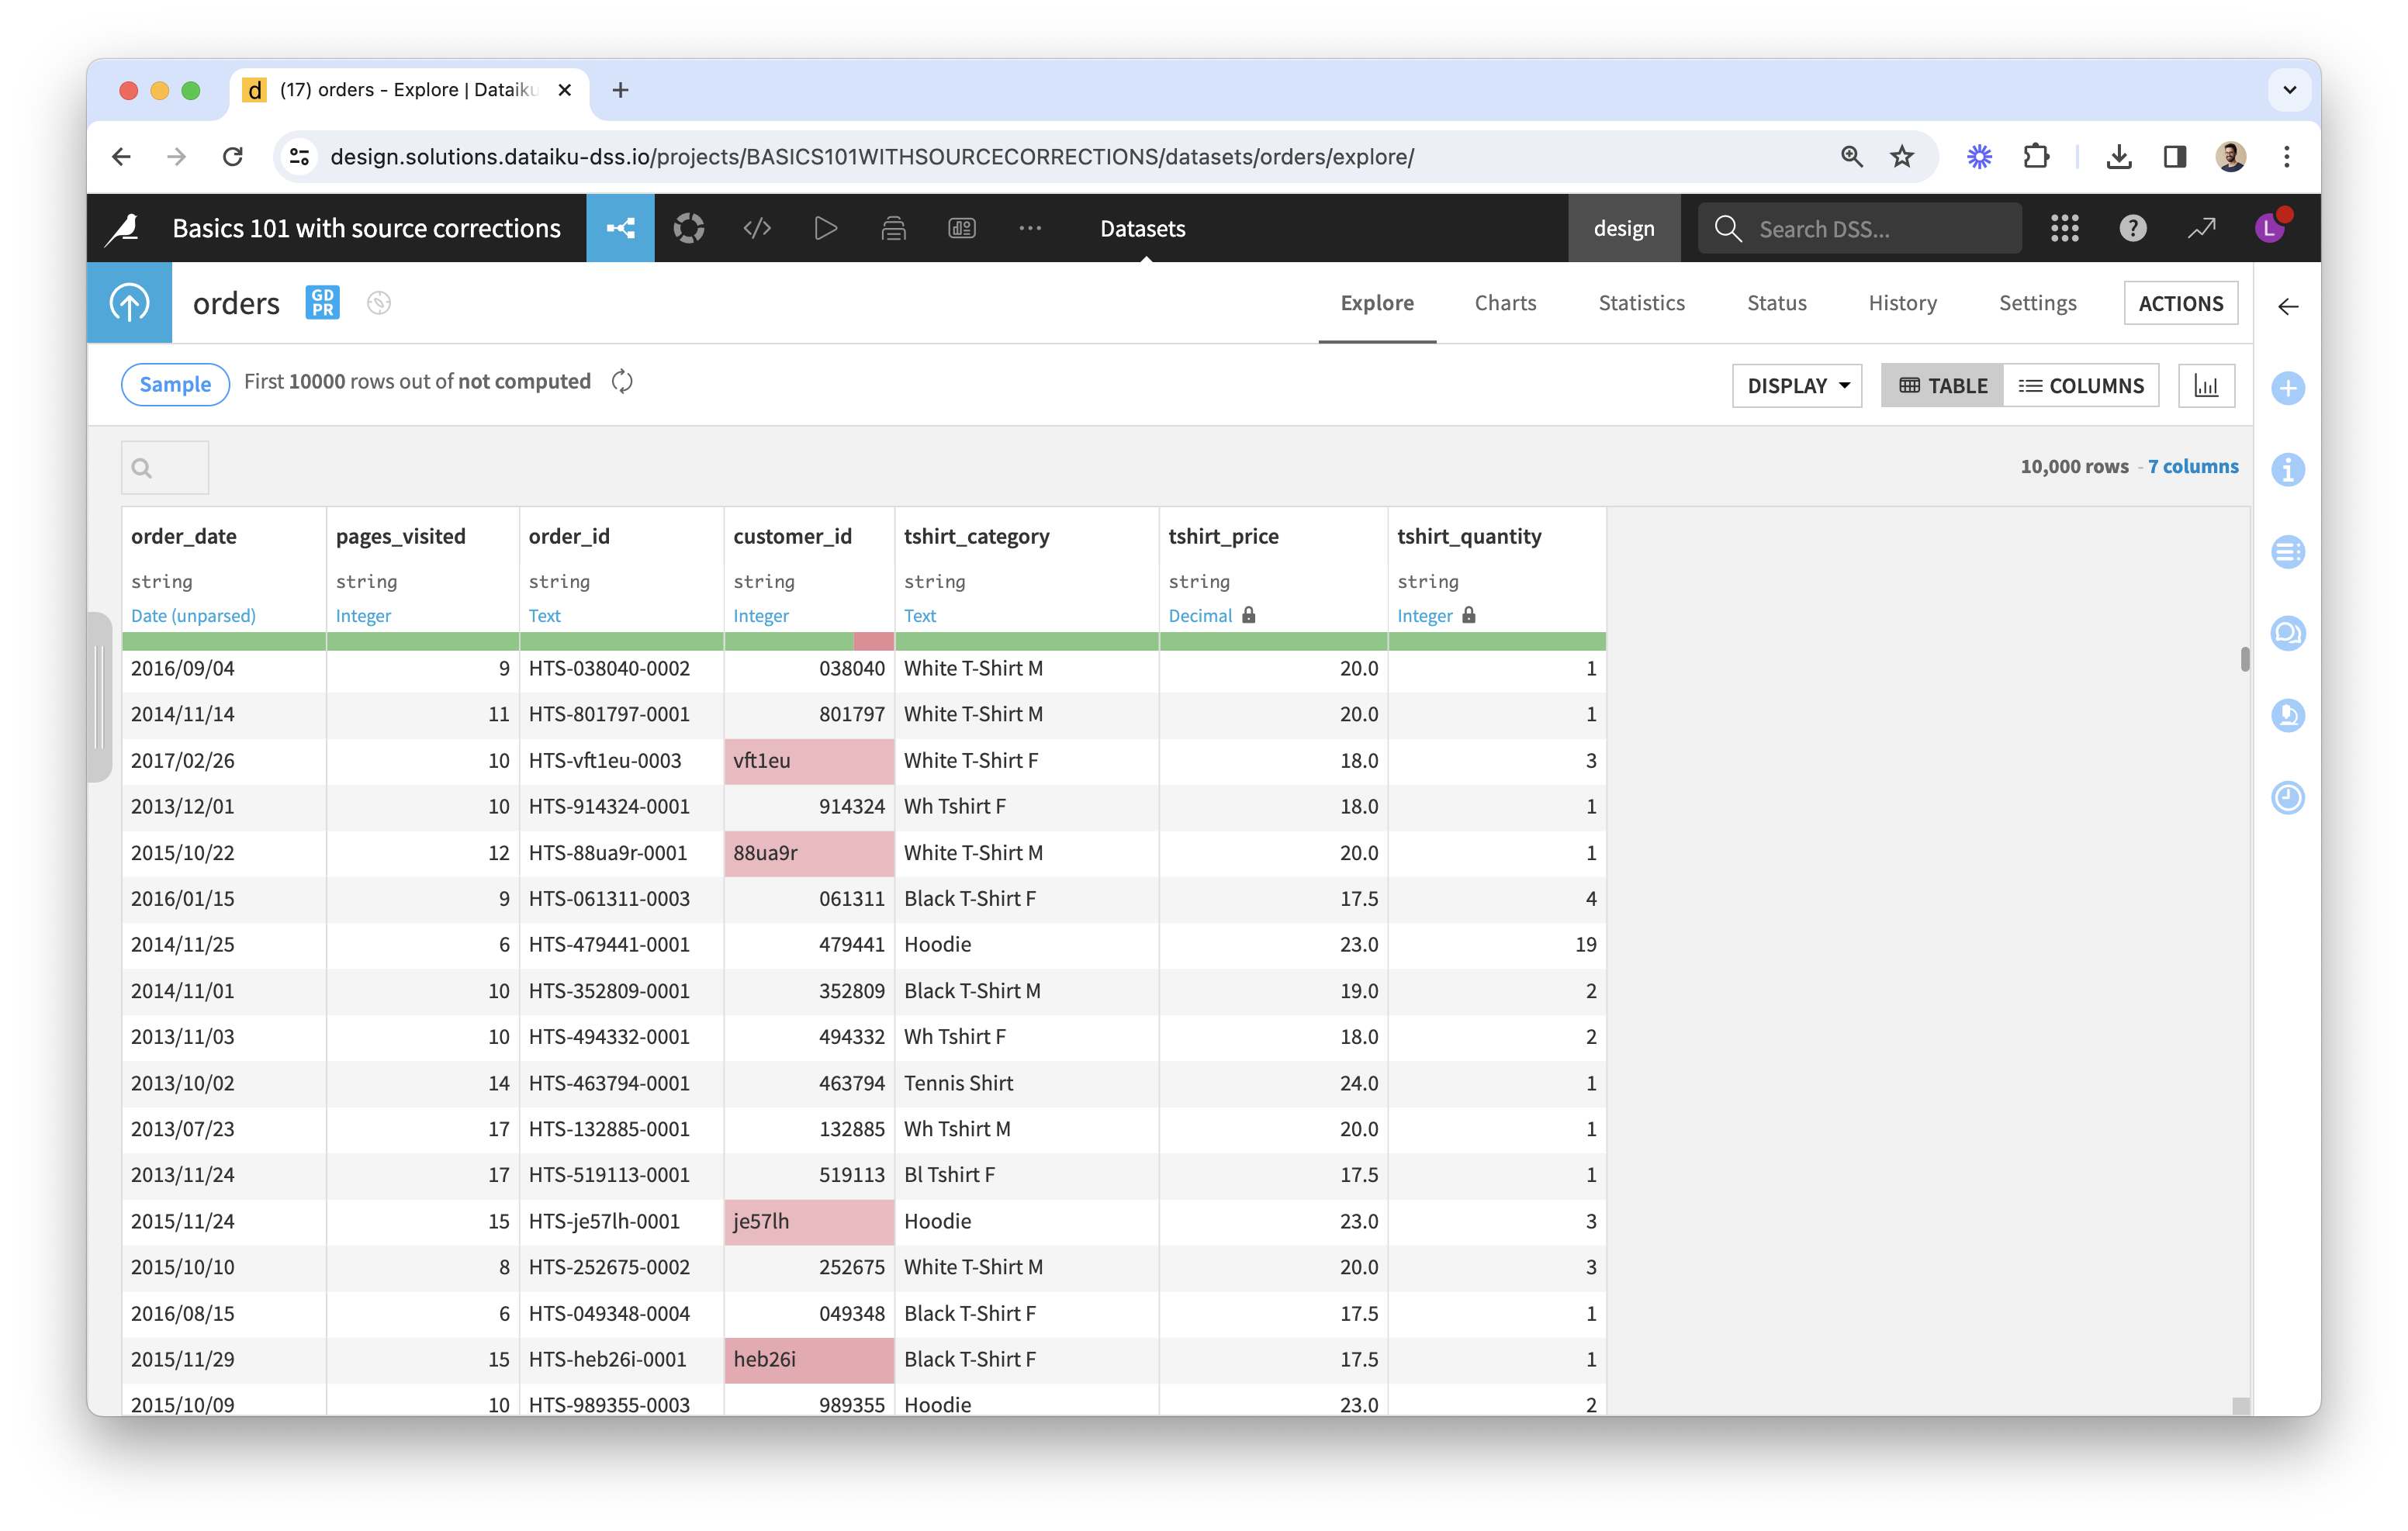 (17) orders - Explore | Dataiku
design.solutions.dataiku-dss.io/projects/BASICS101WITHSOURCECORRECTIONS/datasets/orders/explore/
Basics 101 with source corrections Datasets design Search DSS... ? L
orders GD PR Explore Charts Statistics Status History Settings ACTIONS
Sample First 10000 rows out of not computed DISPLAY TABLE COLUMNS
10,000 rows - 7 columns
order_date pages_visited order_id customer_id tshirt_category tshirt_price tshirt_quantity
string string string string string string string
Date (unparsed) Integer Text Integer Text Decimal Integer
2016/09/04 9 HTS-038040-0002 038040 White T-Shirt M 20.0 1
2014/11/14 11 HTS-801797-0001 801797 White T-Shirt M 20.0 1
2017/02/26 10 HTS-vft1eu-0003 vft1eu White T-Shirt F 18.0 3
2013/12/01 10 HTS-914324-0001 914324 Wh Tshirt F 18.0 1
2015/10/22 12 HTS-88ua9r-0001 88ua9r White T-Shirt M 20.0 1
2016/01/15 9 HTS-061311-0003 061311 Black T-Shirt F 17.5 4
2014/11/25 6 HTS-479441-0001 479441 Hoodie 23.0 19
2014/11/01 10 HTS-352809-0001 352809 Black T-Shirt M 19.0 2
2013/11/03 10 HTS-494332-0001 494332 Wh Tshirt F 18.0 2
2013/10/02 14 HTS-463794-0001 463794 Tennis Shirt 24.0 1
2013/07/23 17 HTS-132885-0001 132885 Wh Tshirt M 20.0 1
2013/11/24 17 HTS-519113-0001 519113 Bl Tshirt F 17.5 1
2015/11/24 15 HTS-je57lh-0001 je57lh Hoodie 23.0 3
2015/10/10 8 HTS-252675-0002 252675 White T-Shirt M 20.0 3
2016/08/15 6 HTS-049348-0004 049348 Black T-Shirt F 17.5 1
2015/11/29 15 HTS-heb26i-0001 heb26i Black T-Shirt F 17.5 1
2015/10/09 10 HTS-989355-0003 989355 Hoodie 23.0 2